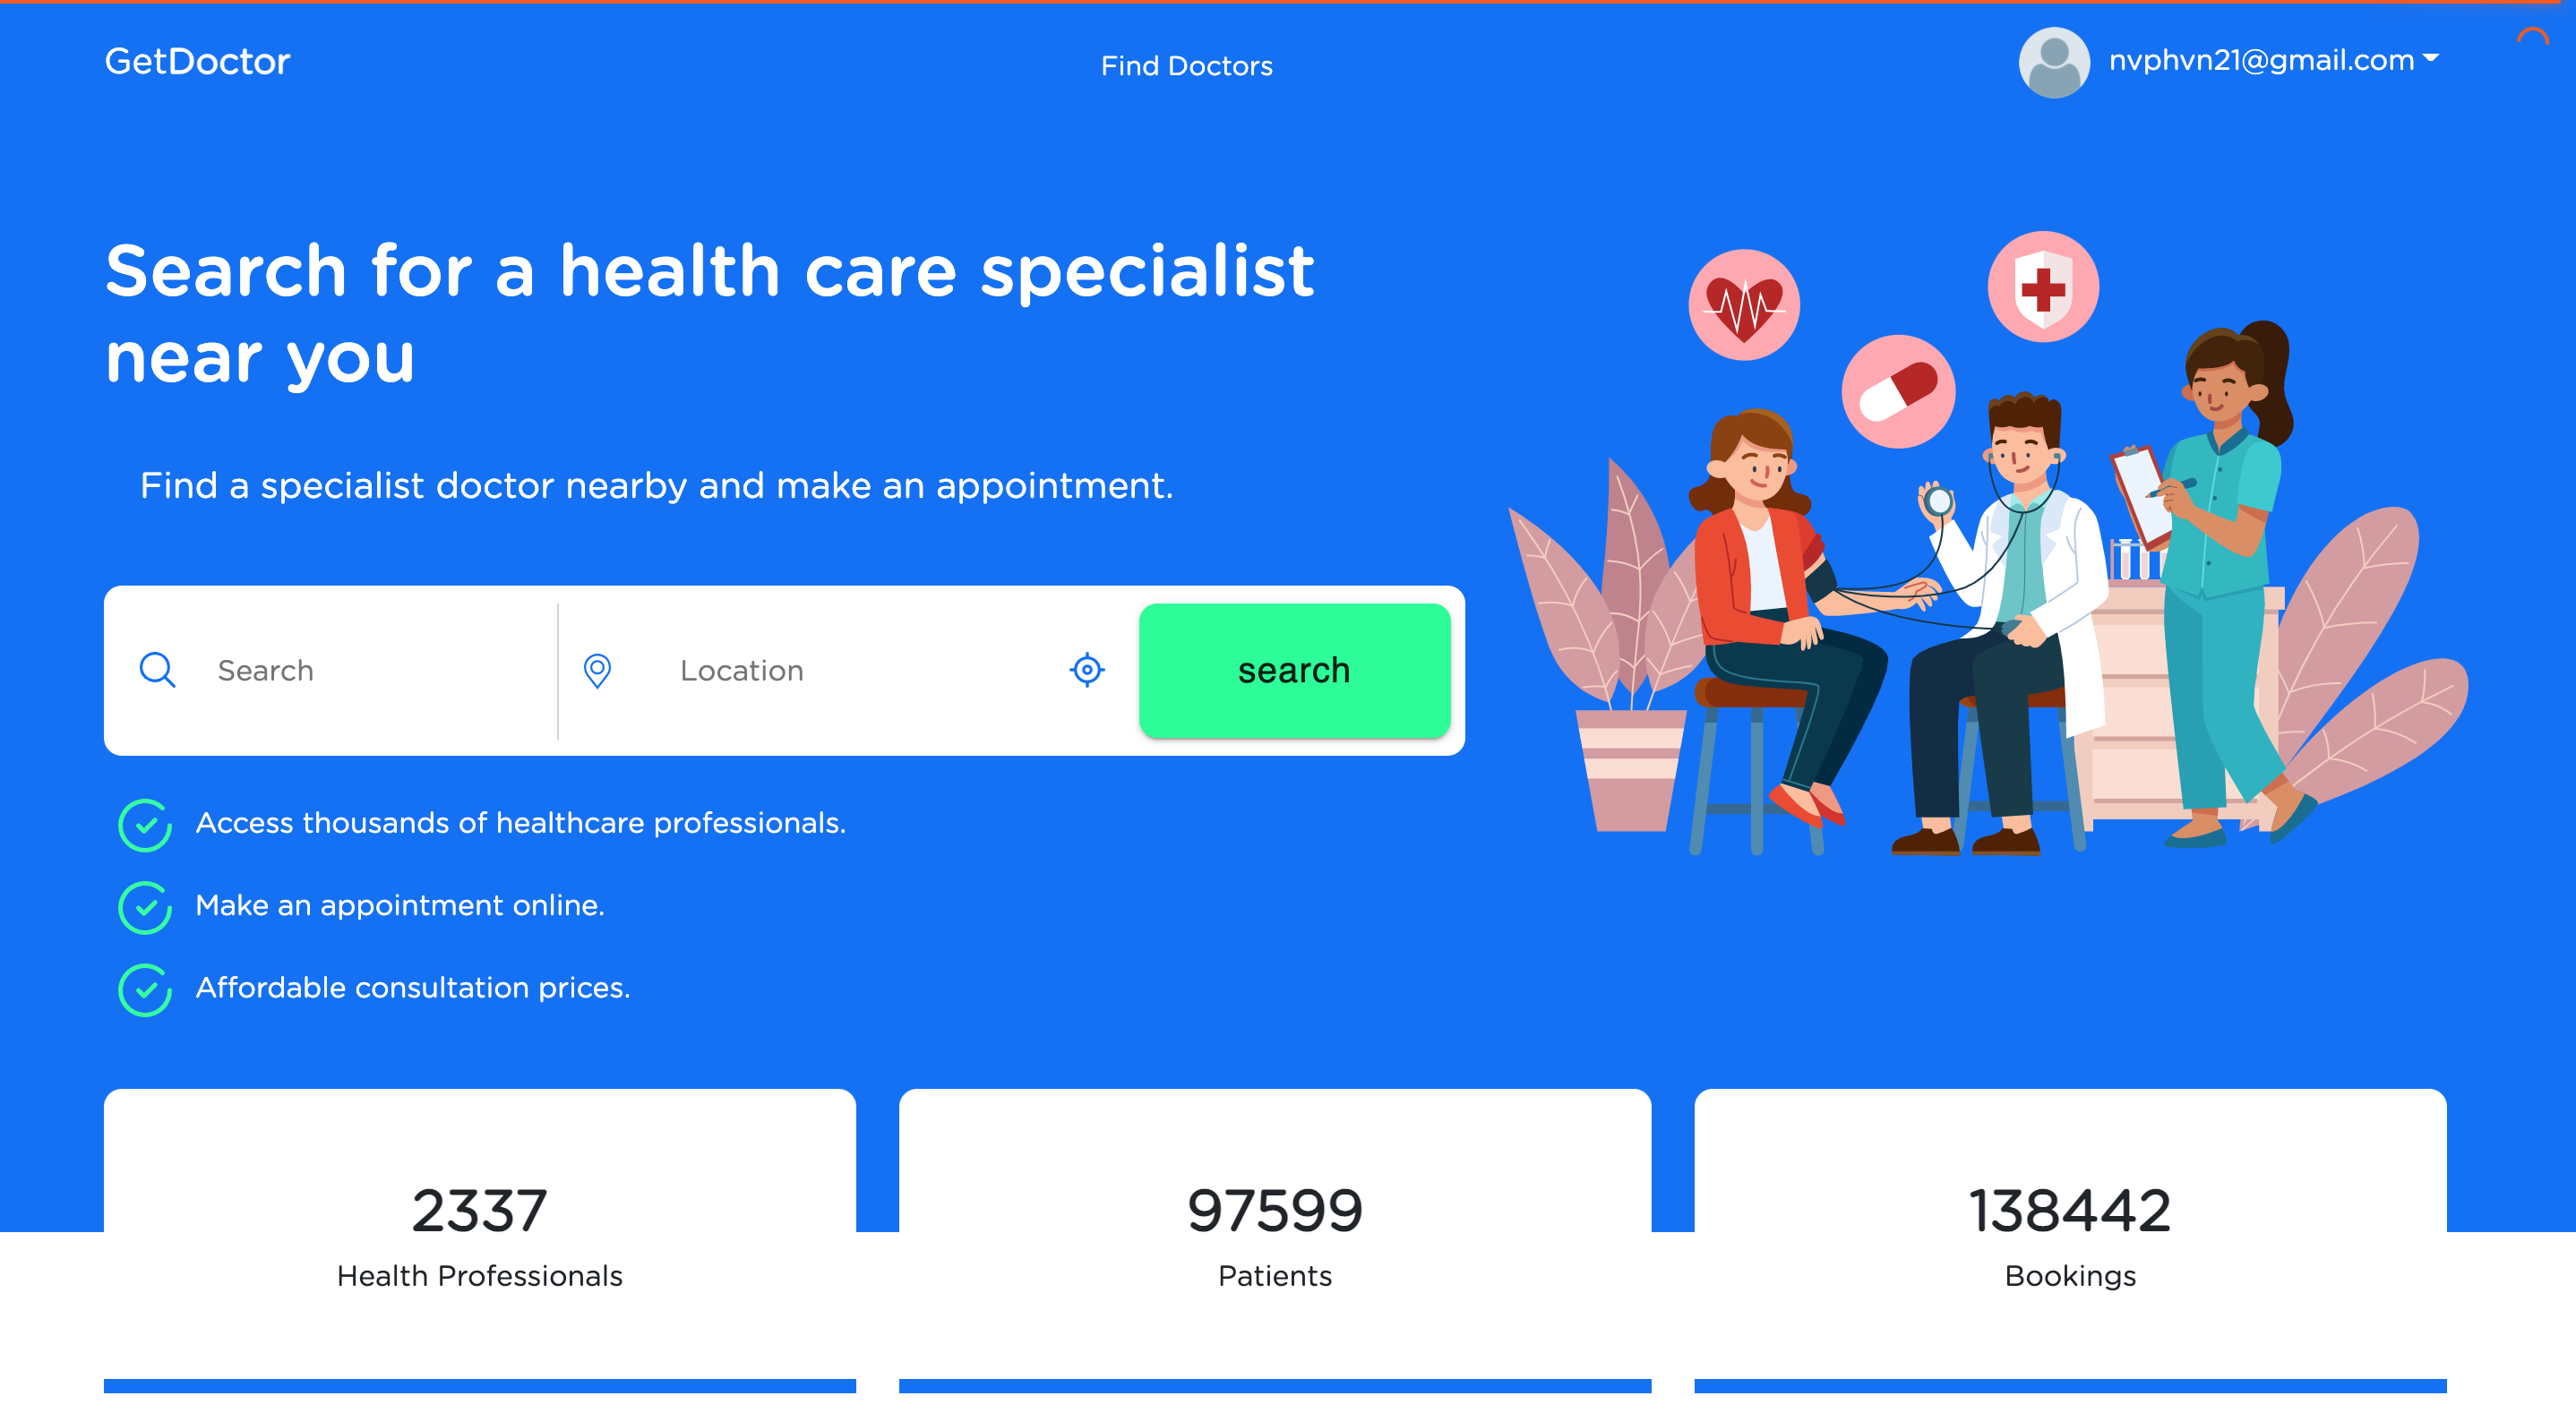 GetDoctor
Find Doctors
nvphvn21@gmail.com
Search for a health care specialist
near you
Find a specialist doctor nearby and make an appointment.
Search
Location
search
Access thousands of healthcare professionals.
Make an appointment online.
Affordable consultation prices.
2337
Health Professionals
97599
Patients
138442
Bookings